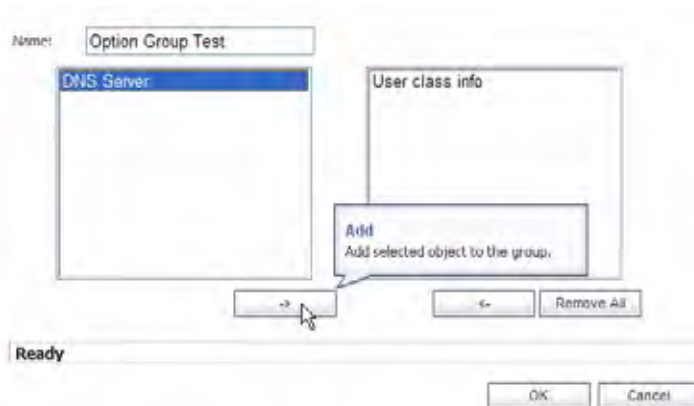 Name: Option Group Test
DNS Server User class info
Add
Add selected object to the group.
-> <- Remove All
Ready
OK Cancel